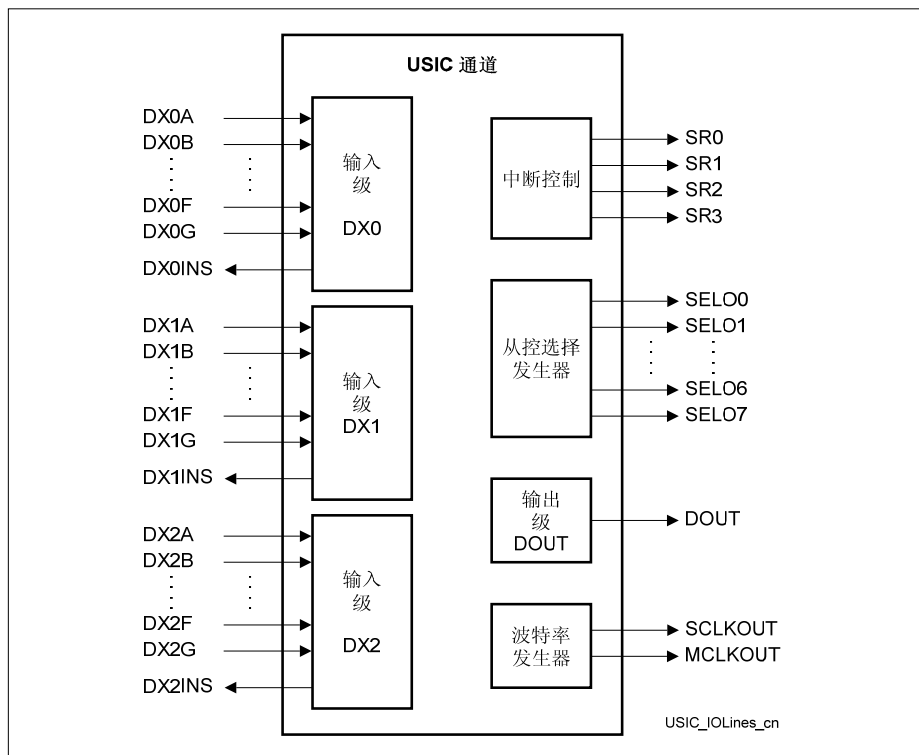 USIC 通道
DX0A
DX0B
DX0F
DX0G
DX0INS
输入
级
DX0
DX1A
DX1B
DX1F
DX1G
DX1INS
输入
级
DX1
DX2A
DX2B
DX2F
DX2G
DX2INS
输入
级
DX2
中断控制
SR0
SR1
SR2
SR3
从控选择
发生器
SELO0
SELO1
SELO6
SELO7
输出
级
DOUT
DOUT
波特率
发生器
SCLKOUT
MCLKOUT
USIC_IOLines_cn